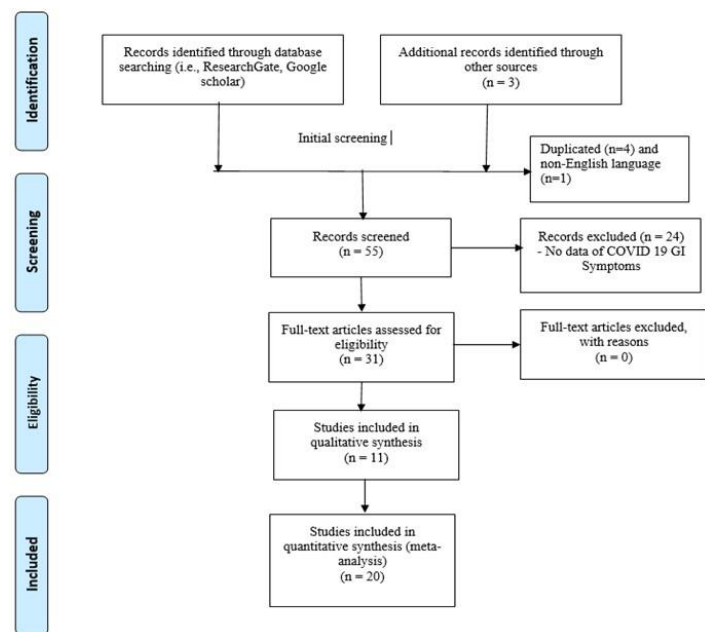 Identification
Records identified through database
searching (i.e., ResearchGate, Google
scholar)
Additional records identified through
other sources
(n = 3)
Initial screening
Duplicated (n=4) and
non-English language
(n=1)
Screening
Records screened
(n = 55)
Records excluded (n = 24)
- No data of COVID 19 GI
Symptoms
Full-text articles assessed for
eligibility
(n = 31)
Full-text articles excluded,
with reasons
(n = 0)
Eligibility
Studies included in
qualitative synthesis
(n = 11)
Included
Studies included in
quantitative synthesis (meta-
analysis)
(n = 20)